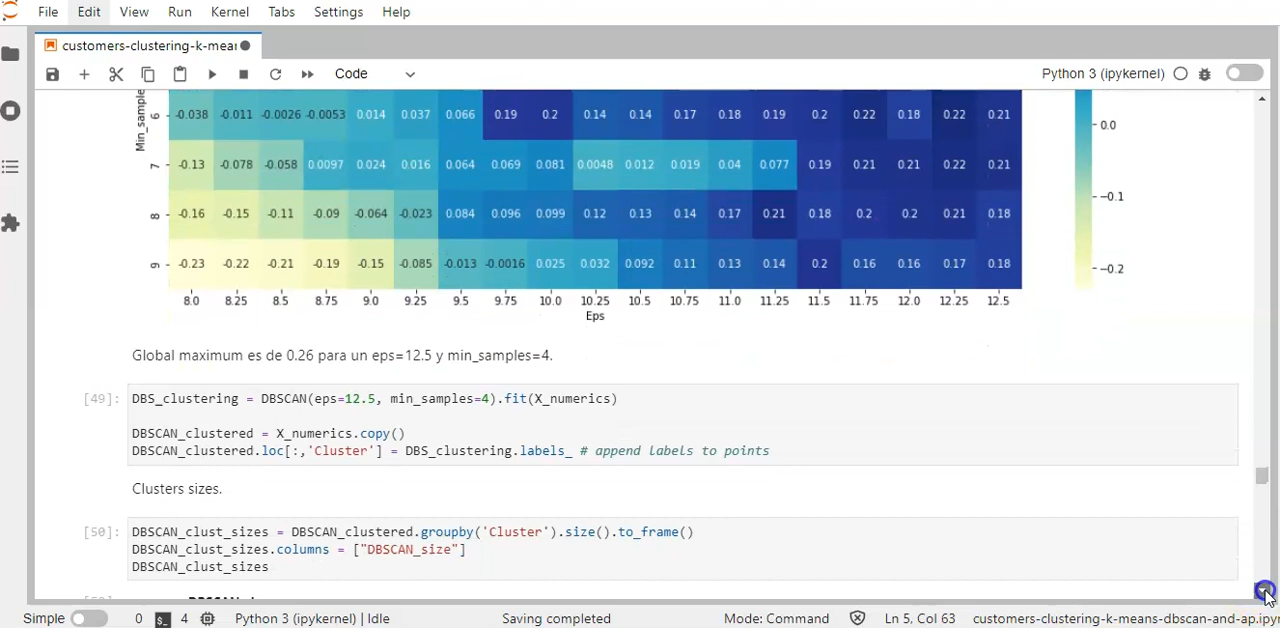 File Edit View Run Kernel Tabs Settings Help
customers-clustering-k-mear
Code
Python 3 (ipykernel)
Min_sample
6 -0.038 -0.011 -0.0026 -0.0053 0.014 0.037 0.066 0.19 0.2 0.14 0.14 0.17 0.18 0.19 0.2 0.22 0.18 0.22 0.21
7 -0.13 -0.078 -0.058 0.0097 0.024 0.016 0.064 0.069 0.081 0.0048 0.012 0.019 0.04 0.077 0.19 0.21 0.21 0.22 0.21
8 -0.16 -0.15 -0.11 -0.09 -0.064 -0.023 0.084 0.096 0.099 0.12 0.13 0.14 0.17 0.21 0.18 0.2 0.2 0.21 0.18
9 -0.23 -0.22 -0.21 -0.19 -0.15 -0.085 -0.013 -0.0016 0.025 0.032 0.092 0.11 0.13 0.14 0.2 0.16 0.16 0.17 0.18
8.0 8.25 8.5 8.75 9.0 9.25 9.5 9.75 10.0 10.25 10.5 10.75 11.0 11.25 11.5 11.75 12.0 12.25 12.5
Eps
0.0
-0.1
-0.2
Global maximum es de 0.26 para un eps=12.5 y min_samples=4.
[49]: DBS_clustering = DBSCAN(eps=12.5, min_samples=4).fit(X_numerics)
DBSCAN_clustered = X_numerics.copy()
DBSCAN_clustered.loc[:,'Cluster'] = DBS_clustering.labels_ # append labels to points
Clusters sizes.
[50]: DBSCAN_clust_sizes = DBSCAN_clustered.groupby('Cluster').size().to_frame()
DBSCAN_clust_sizes.columns = ["DBSCAN_size"]
DBSCAN_clust_sizes
Simple 0 4 Python 3 (ipykernel) | Idle Saving completed Mode: Command Ln 5, Col 63 customers-clustering-k-means-dbscan-and-ap.ipyn